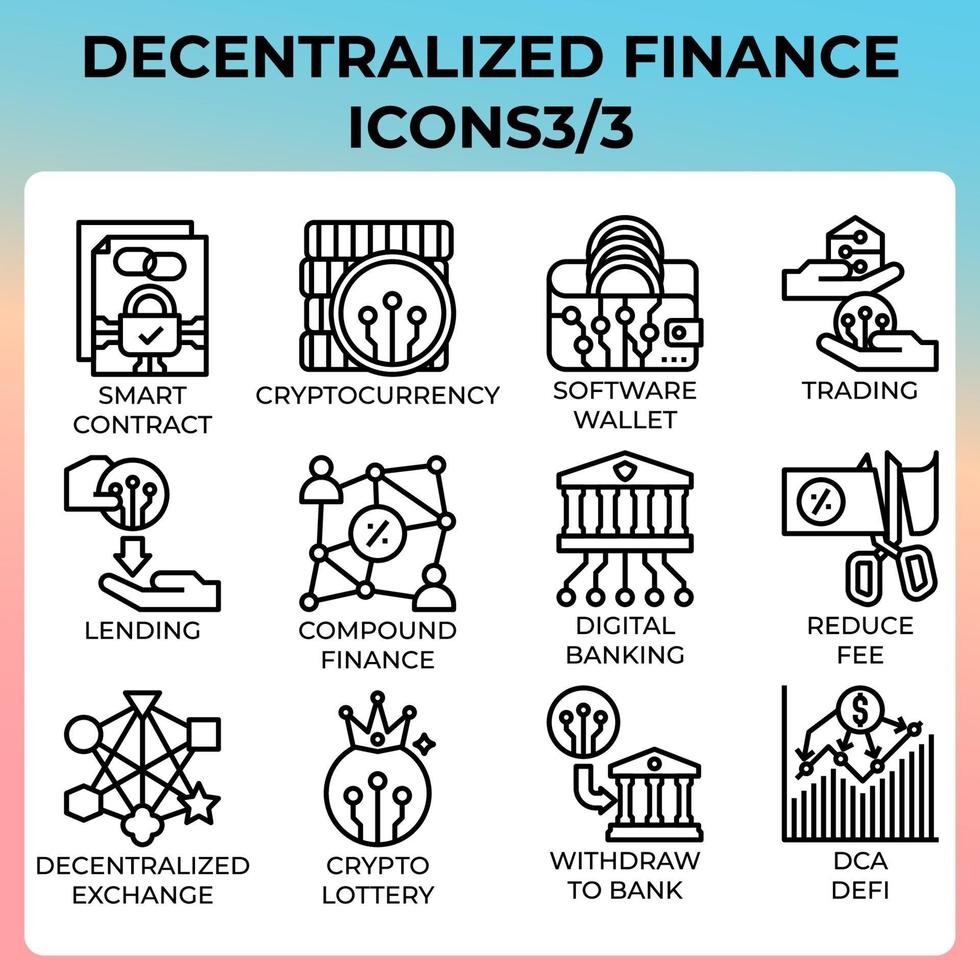 DECENTRALIZED FINANCE
ICONS3/3
SMART
CONTRACT
CRYPTOCURRENCY
SOFTWARE
WALLET
TRADING
LENDING
%
COMPOUND
FINANCE
DIGITAL
BANKING
%
REDUCE
FEE
DECENTRALIZED
EXCHANGE
CRYPTO
LOTTERY
WITHDRAW
TO BANK
$
DCA
DEFI